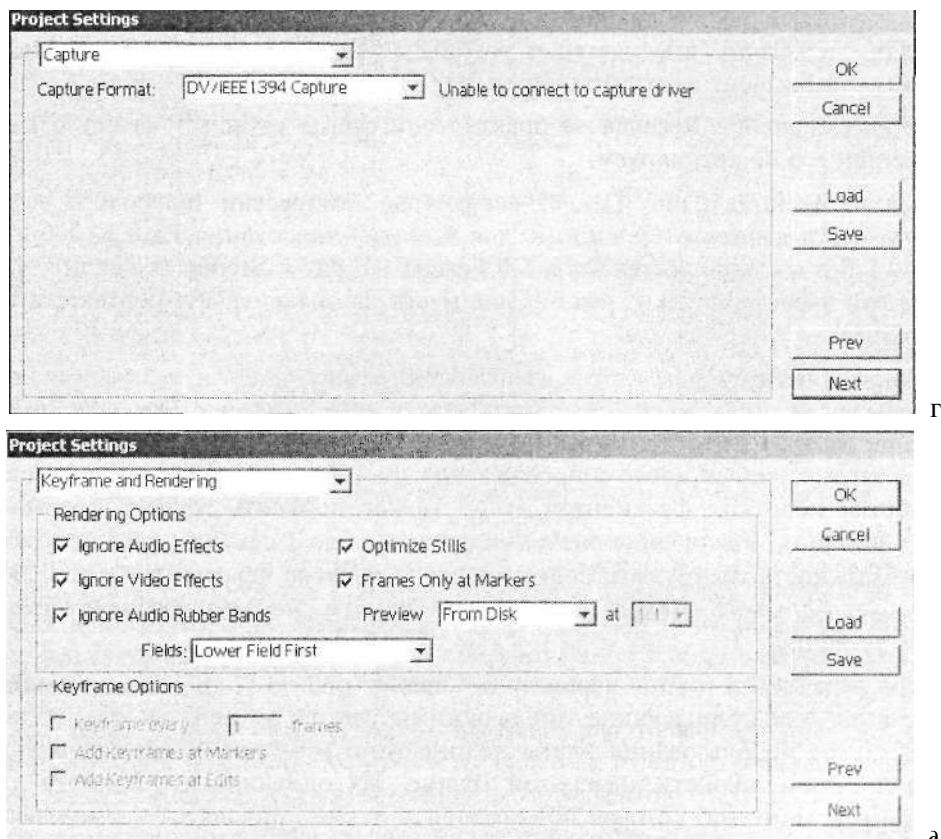 Project Settings
Capture
Capture Format: DV/IEEE1394 Capture Unable to connect to capture driver
OK
Cancel
Load
Save
Prev
Next
г
Project Settings
Keyframe and Rendering
Rendering Options
Ignore Audio Effects Optimize Stills
Ignore Video Effects Frames Only at Markers
Ignore Audio Rubber Bands Preview From Disk at
Fields: Lower Field First
Keyframe Options
Keyframe every 1 frames
Add Keyframes at Markers
Add Keyframes at Edits
OK
Cancel
Load
Save
Prev
Next
а